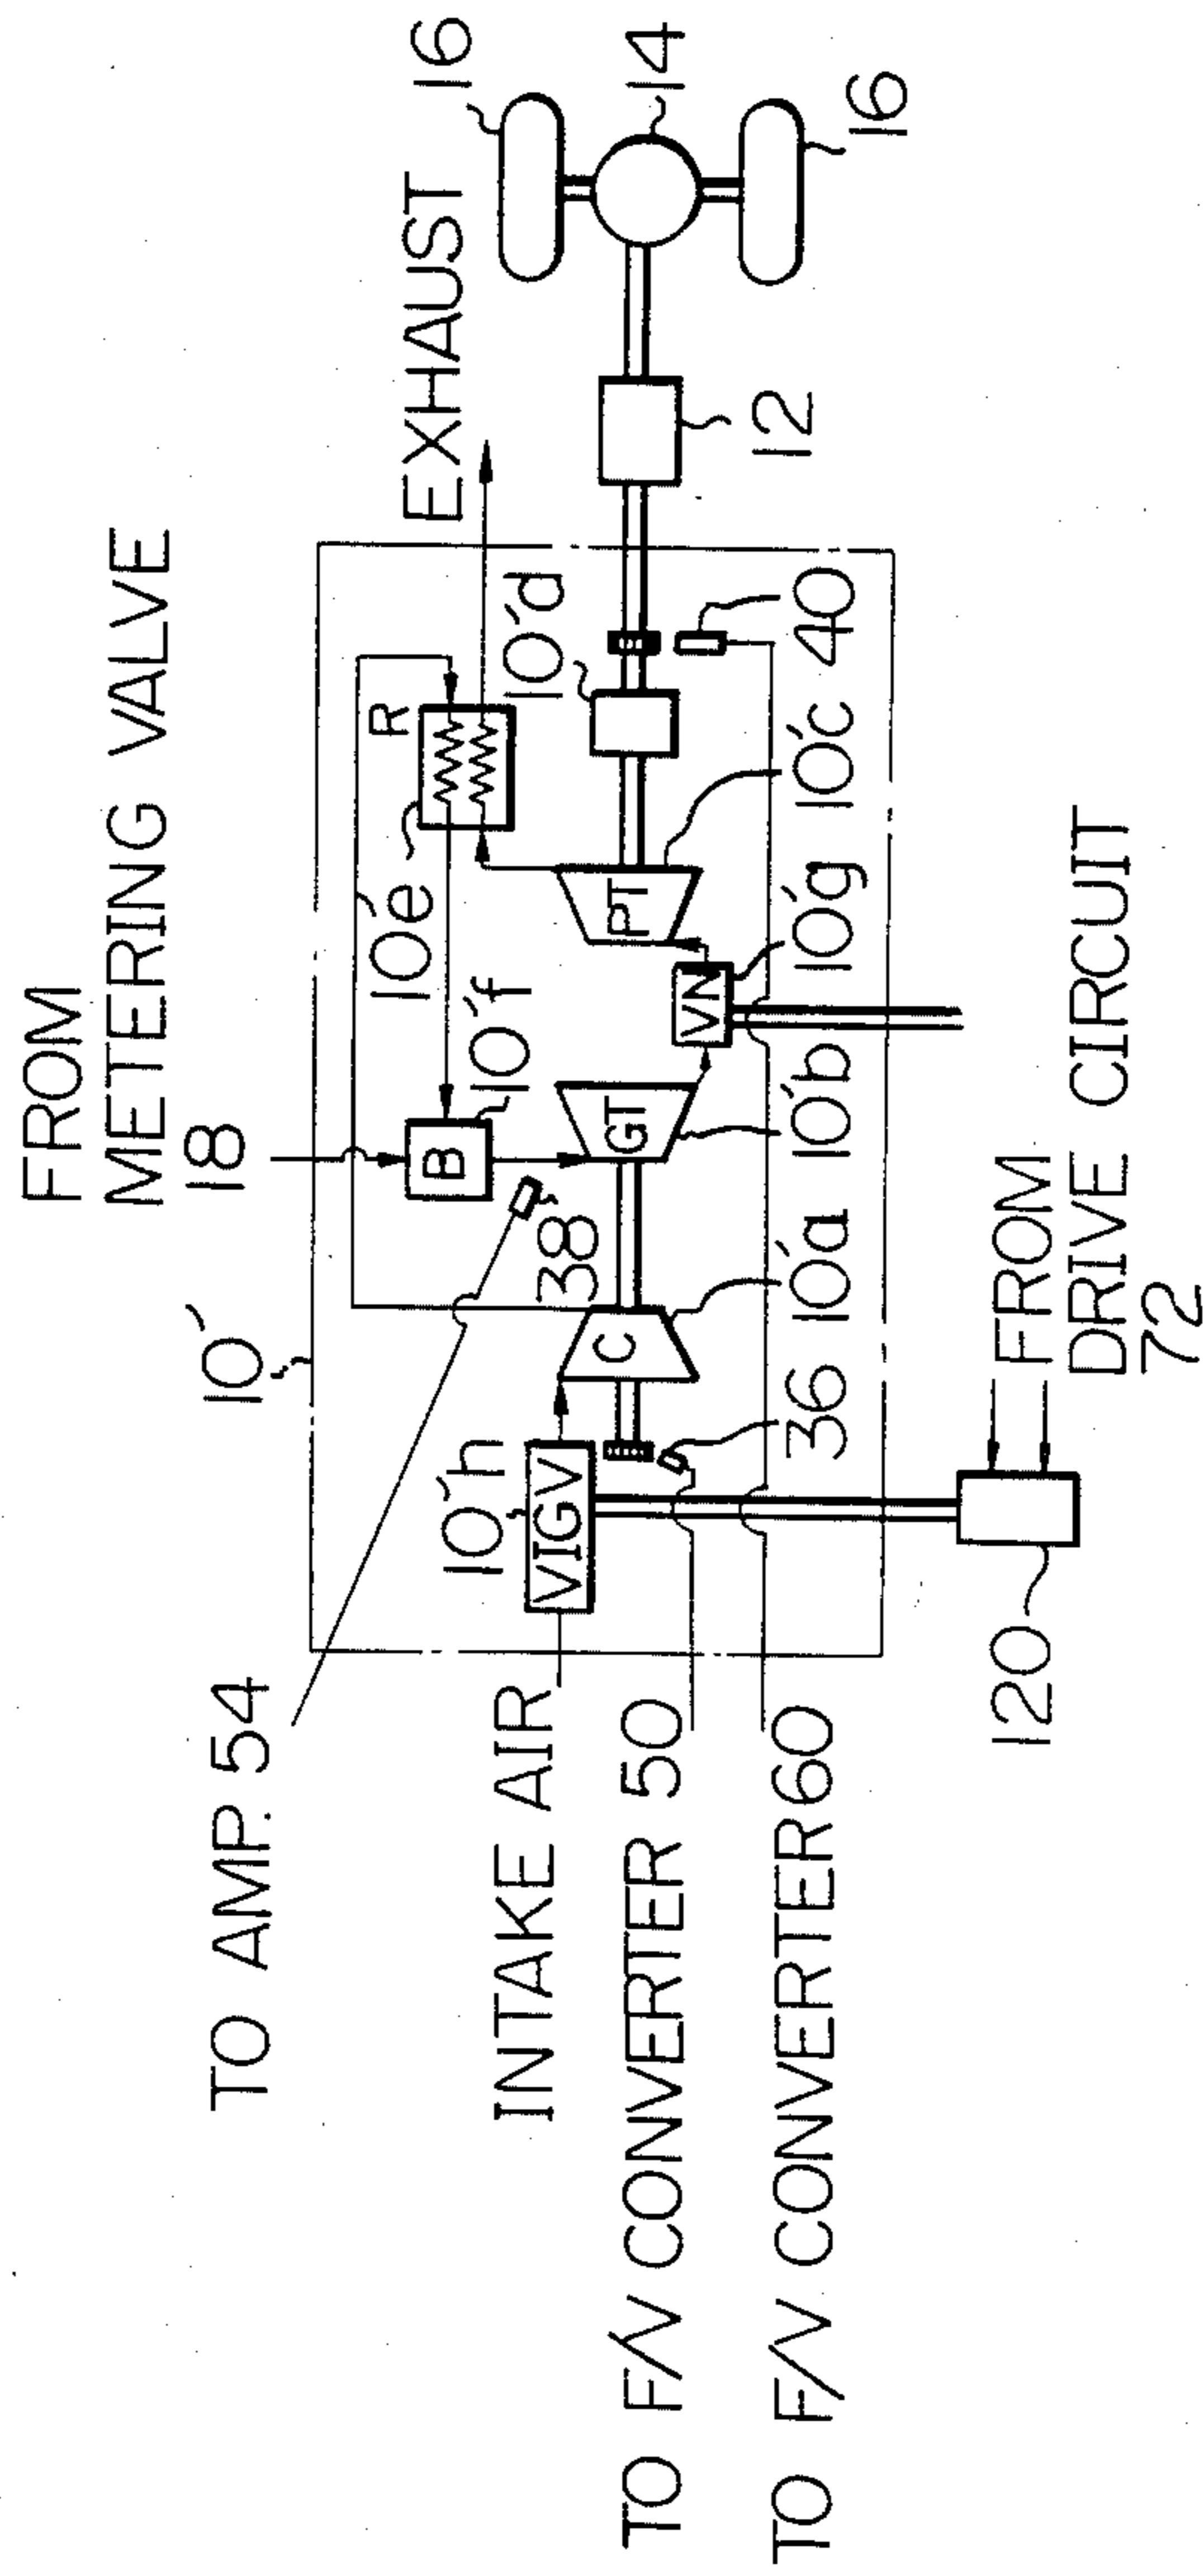 FROM
METERING VALVE
18
EXHAUST
16
14
16
12
10'
R
10'e
10'd
10'f
B
38
GT
PT
VN
C
10'h
VIGV
36
10'a
10'b
10'g
10'c
40
TO AMP. 54
INTAKE AIR
TO F/V CONVERTER 50
TO F/V CONVERTER 60
120
FROM
DRIVE CIRCUIT
72